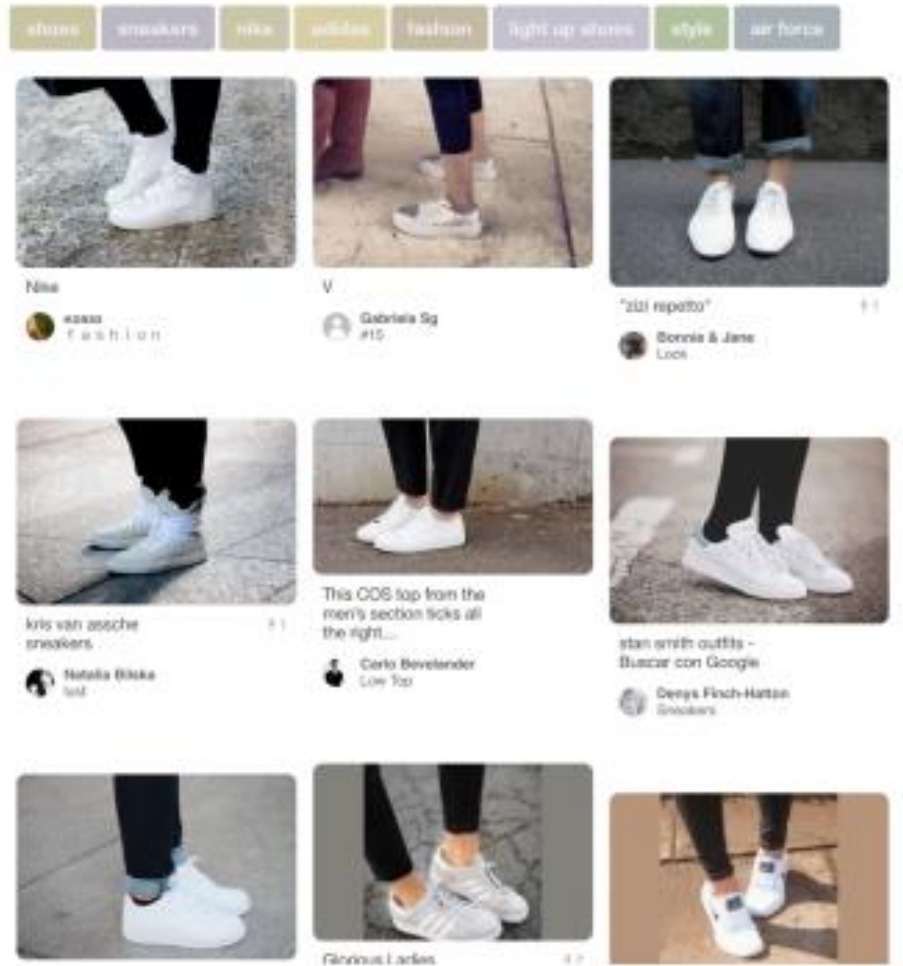 shoes sneakers nike adidas fashion light up shoes style air force
Nike
f a s h i o n
V
Gabriela Sg
#15
"zizi repetto"
Bonnie & Jane
Look
kris van assche
sneakers
Natalia Bilska
This COS top from the
men's section ticks all
the right...
Carlo Bevelander
Low Top
stan smith outfits -
Buscar con Google
Denys Finch-Hatton
Sneakers
Glorious Ladies